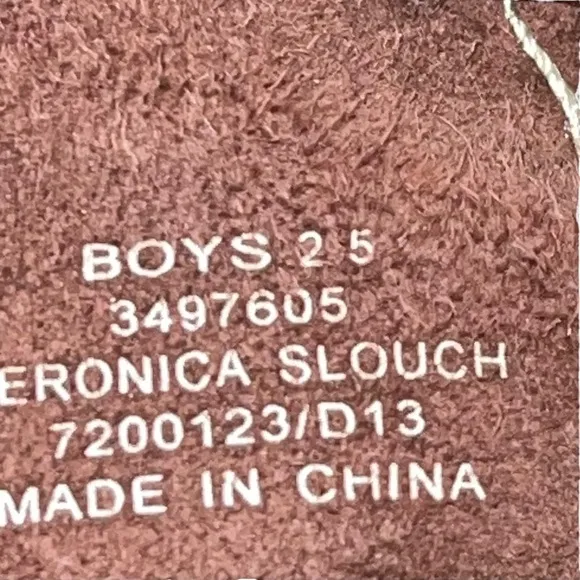 BOYS 2 5
3497605
ERONICA SLOUCH
7200123/D13
MADE IN CHINA